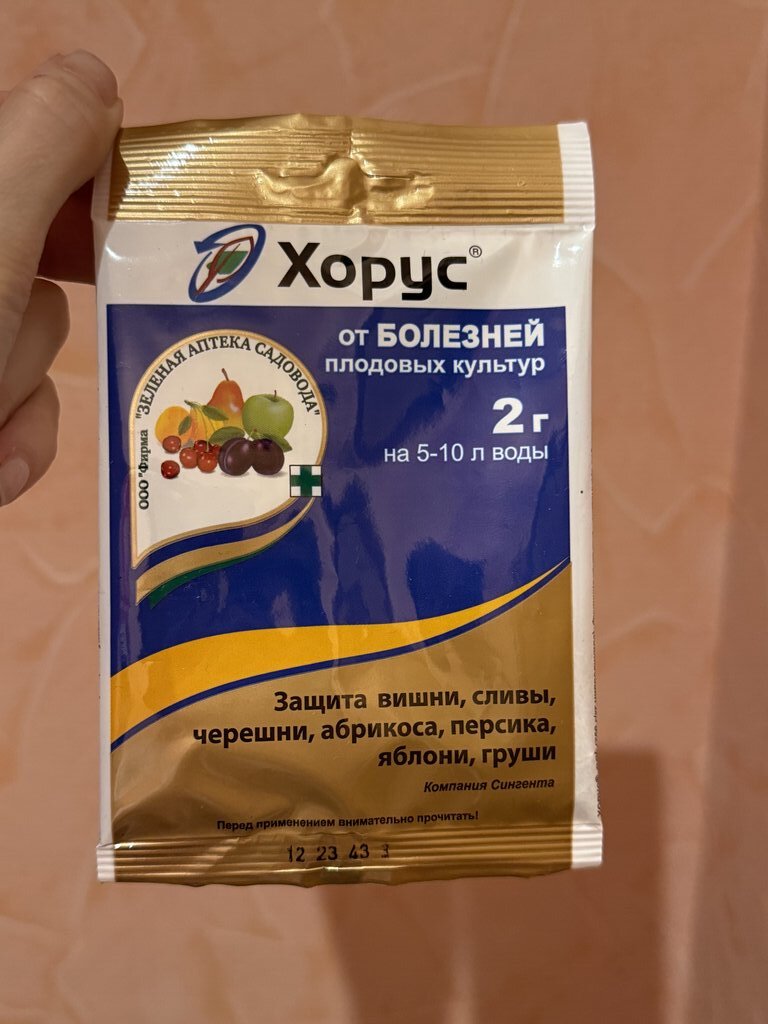 Хорус®
от БОЛЕЗНЕЙ
плодовых культур
2 г
на 5-10 л воды
ООО "Фирма "ЗЕЛЕНАЯ АПТЕКА САДОВОДА"
Защита вишни, сливы,
черешни, абрикоса, персика,
яблони, груши
Компания Сингента
Перед применением внимательно прочитать!
12 23 43 3